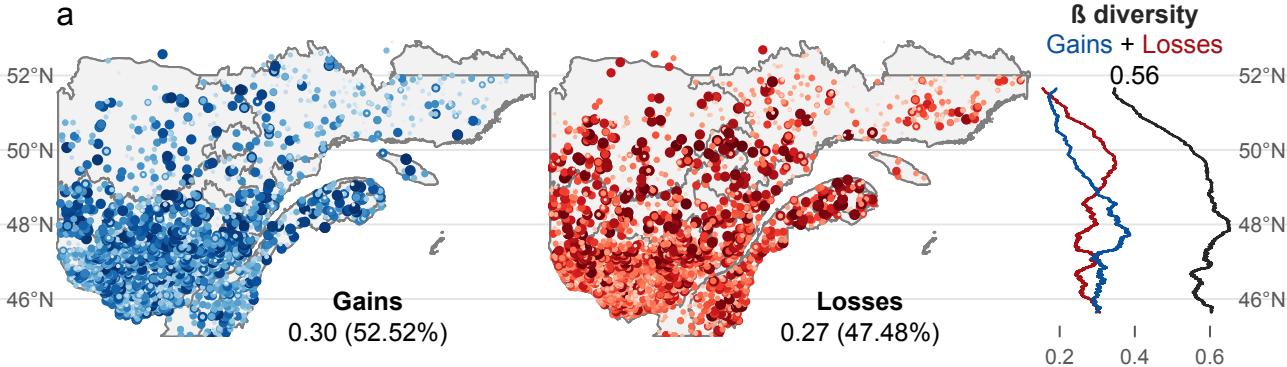 a
ß diversity
Gains + Losses
0.56
52°N
52°N
50°N
50°N
48°N
48°N
46°N
46°N
Gains
0.30 (52.52%)
Losses
0.27 (47.48%)
0.2
0.4
0.6